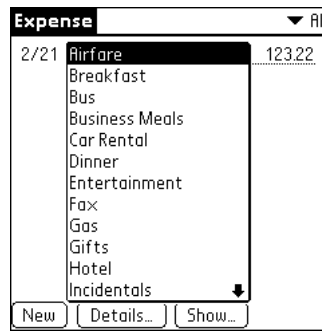 Expense Al
2/21 Airfare 123.22
Breakfast
Bus
Business Meals
Car Rental
Dinner
Entertainment
Fax
Gas
Gifts
Hotel
Incidentals
New Details... Show...